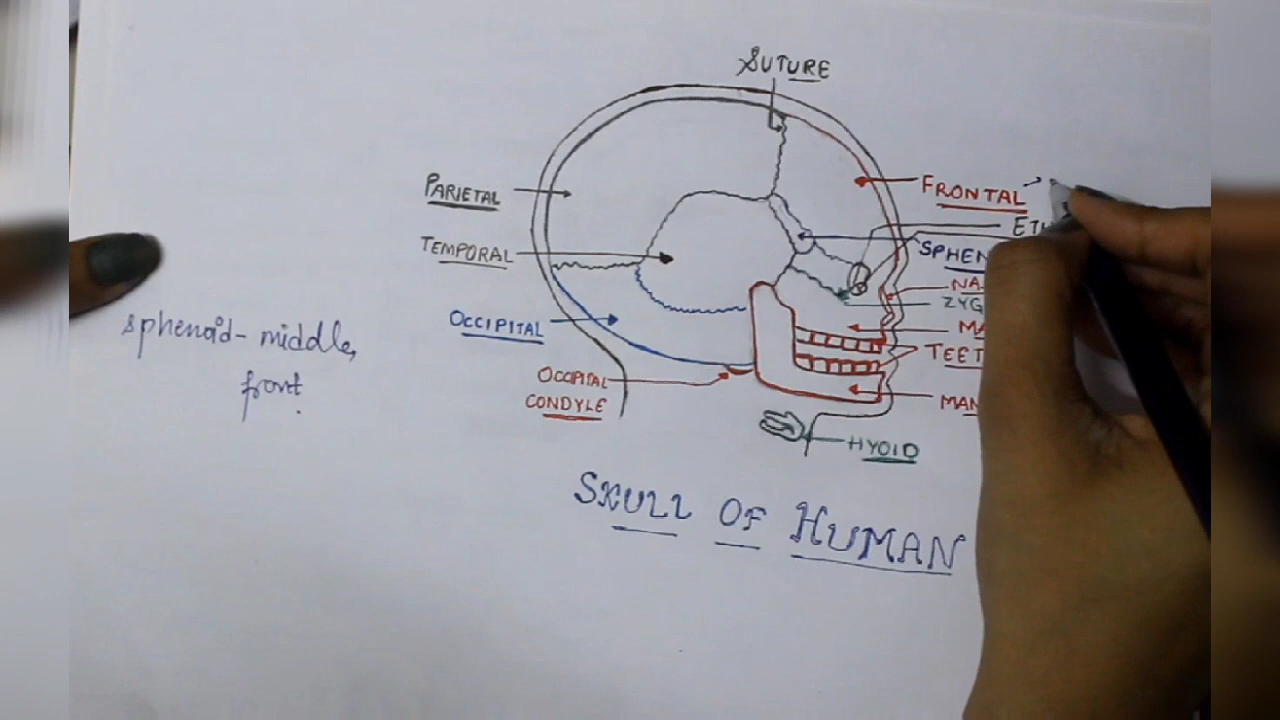 SUTURE
PARIETAL
TEMPORAL
OCCIPITAL
OCCIPITAL
CONDYLE
FRONTAL
HYOID
sphenoid - middle,
front.
SKULL OF HUMAN